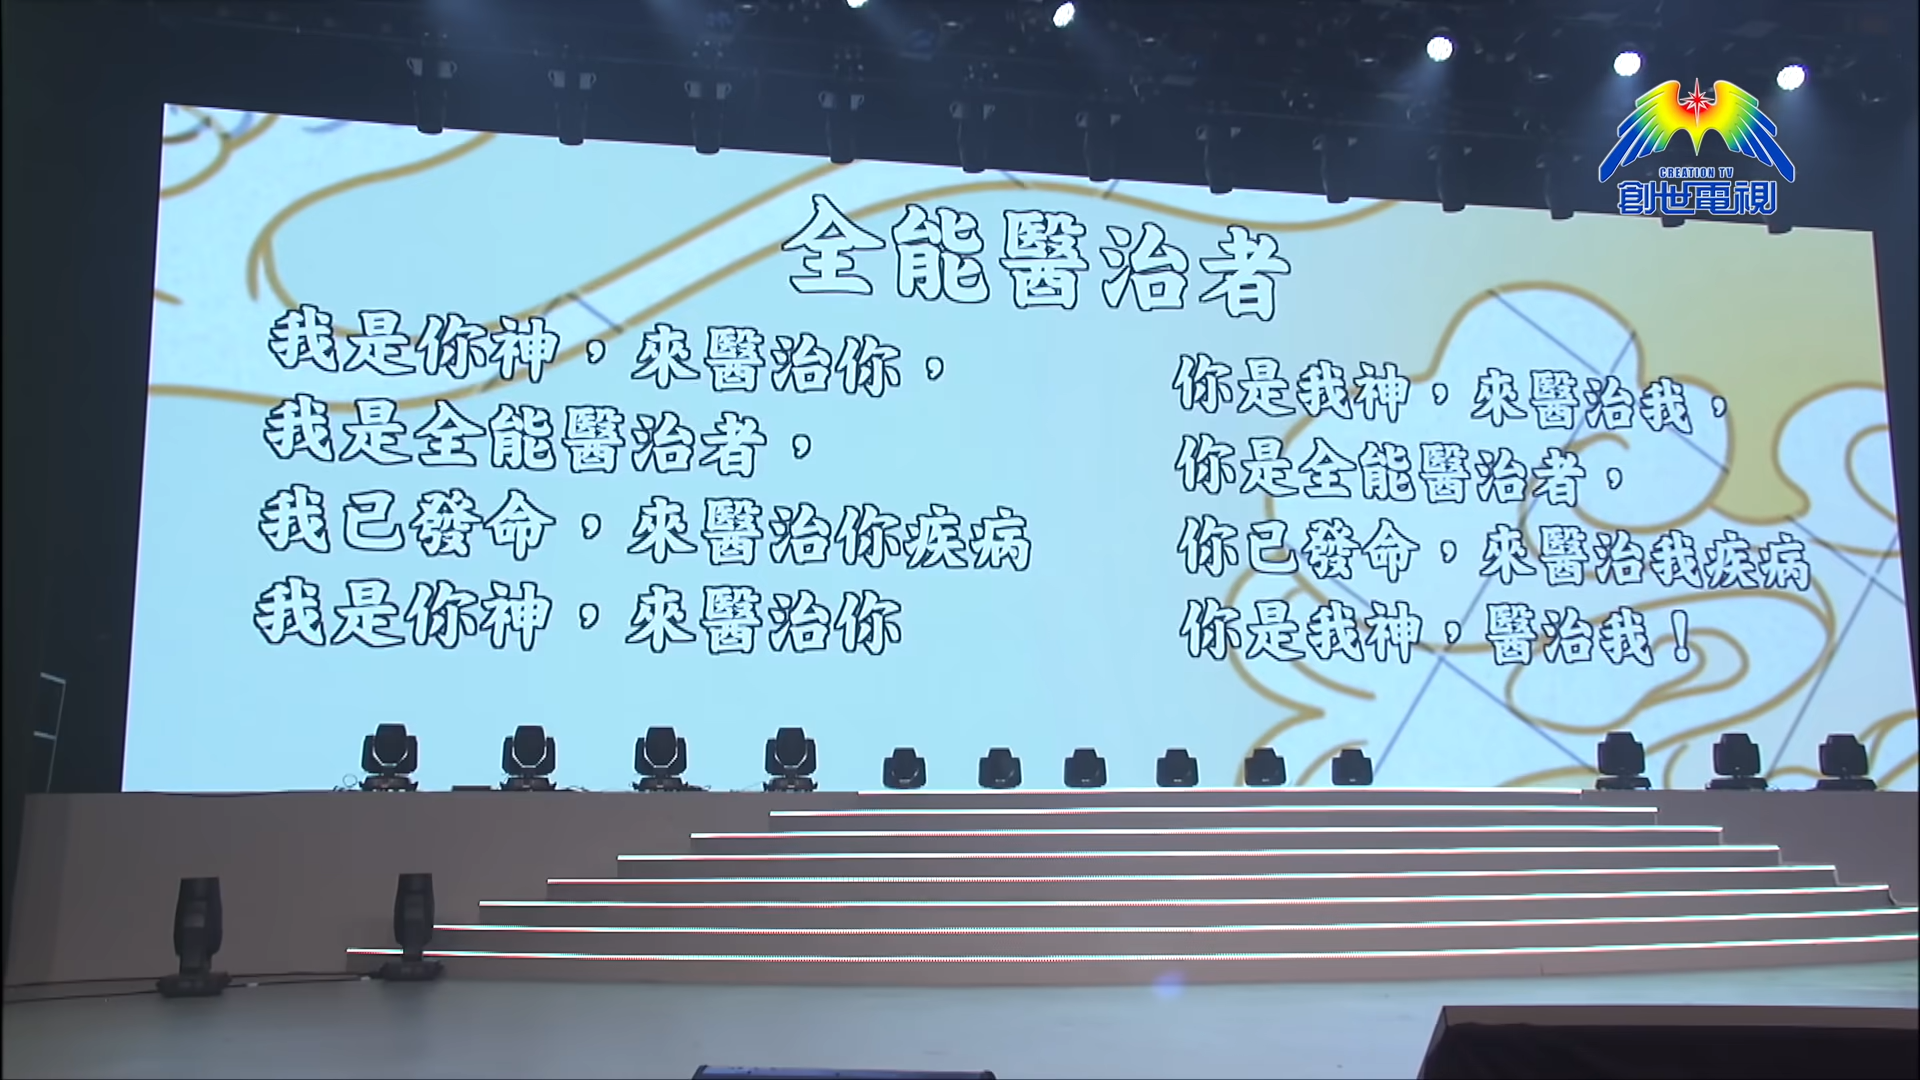 CREATION TV
創世電視
全能醫治者
我是你神，來醫治你，
我是全能醫治者，
我已發命，來醫治你疾病
我是你神，來醫治你
你是我神，來醫治我，
你是全能醫治者，
你已發命，來醫治我疾病
你是我神，醫治我！